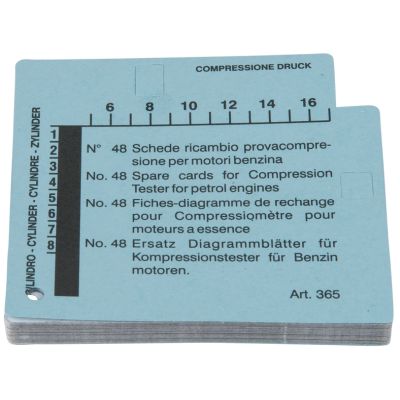 COMPRESSIONE DRUCK
6 8 10 12 14 16
CILINDRO - CYLINDER - CYLINDRE - ZYLINDER
1
2
3
4
5
6
7
8
N° 48 Schede ricambio provacompre-
sione per motori benzina
No. 48 Spare cards for Compression
Tester for petrol engines
No. 48 Fiches-diagramme de rechange
pour Compressiomètre pour
moteurs a essence
No. 48 Ersatz Diagrammblätter für
Kompressionstester für Benzin
motoren.
Art. 365